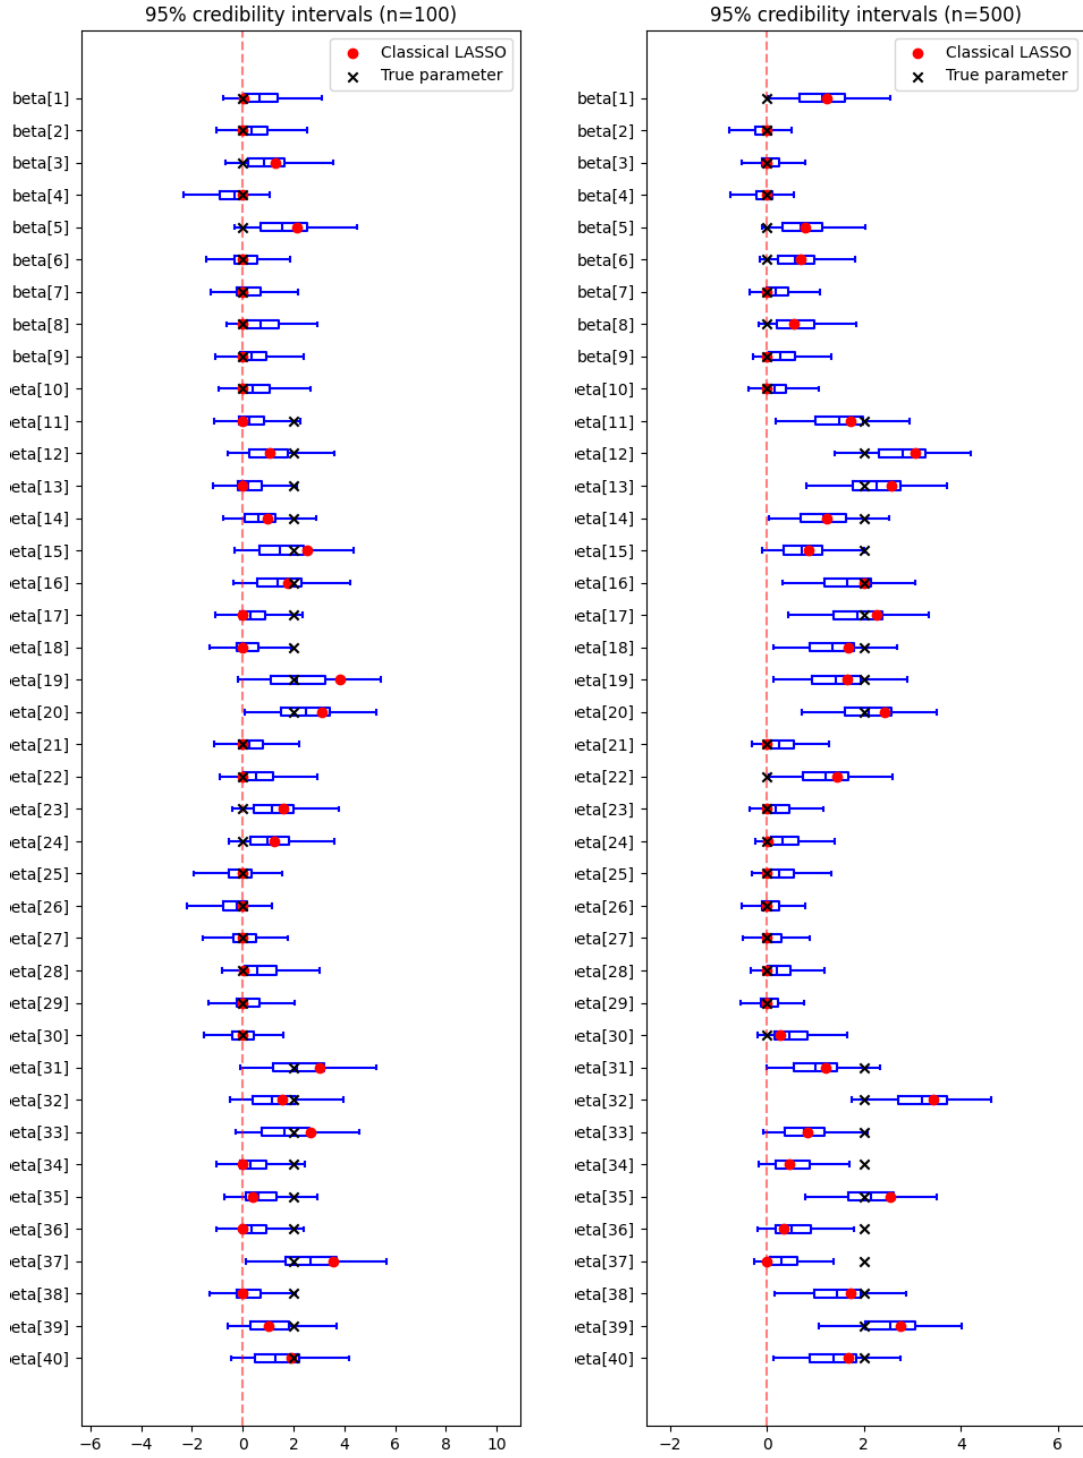 95% credibility intervals (n=100)
Classical LASSO
True parameter
beta[1]
beta[2]
beta[3]
beta[4]
beta[5]
beta[6]
beta[7]
beta[8]
beta[9]
eta[10]
eta[11]
eta[12]
eta[13]
eta[14]
eta[15]
eta[16]
eta[17]
eta[18]
eta[19]
eta[20]
eta[21]
eta[22]
eta[23]
eta[24]
eta[25]
eta[26]
eta[27]
eta[28]
eta[29]
eta[30]
eta[31]
eta[32]
eta[33]
eta[34]
eta[35]
eta[36]
eta[37]
eta[38]
eta[39]
eta[40]
−6 −4 −2 0 2 4 6 8 10
95% credibility intervals (n=500)
Classical LASSO
True parameter
beta[1]
beta[2]
beta[3]
beta[4]
beta[5]
beta[6]
beta[7]
beta[8]
beta[9]
eta[10]
eta[11]
eta[12]
eta[13]
eta[14]
eta[15]
eta[16]
eta[17]
eta[18]
eta[19]
eta[20]
eta[21]
eta[22]
eta[23]
eta[24]
eta[25]
eta[26]
eta[27]
eta[28]
eta[29]
eta[30]
eta[31]
eta[32]
eta[33]
eta[34]
eta[35]
eta[36]
eta[37]
eta[38]
eta[39]
eta[40]
−2 0 2 4 6